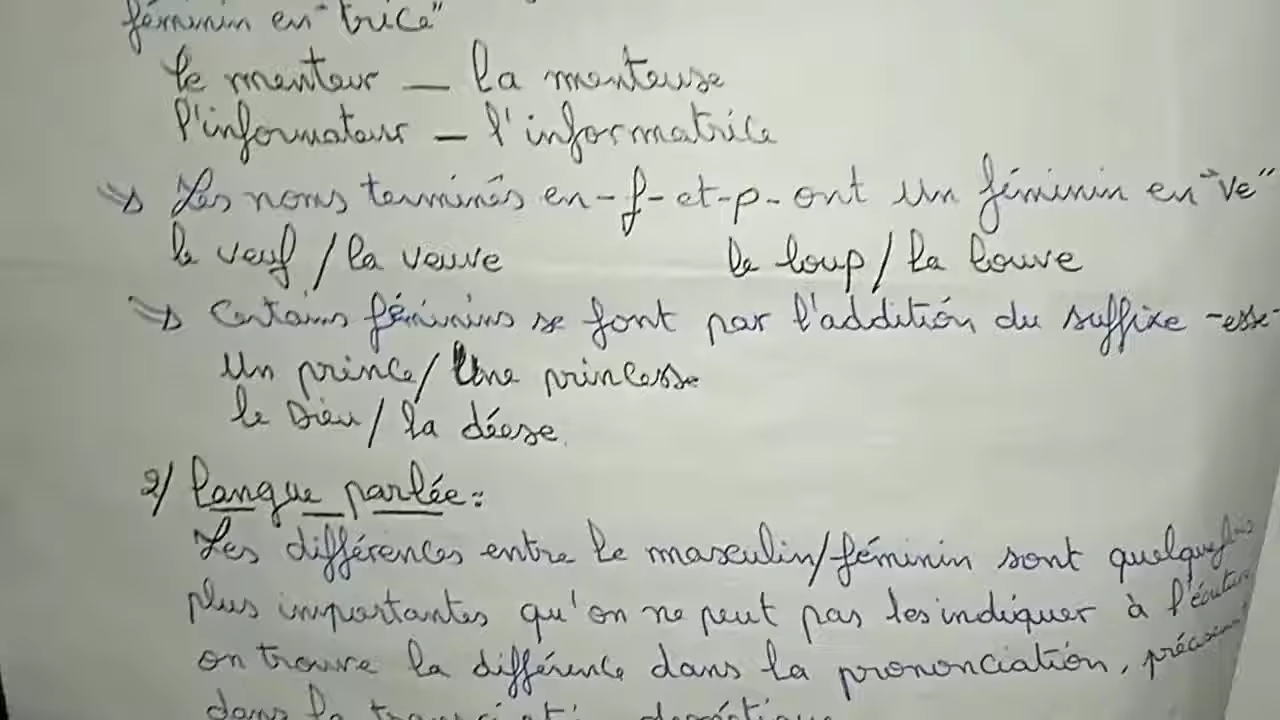 féminin en "trice"
le menteur — la menteuse
l'informateur — l'informatrice
Les noms terminés en-f-et-p-ont un féminin en "ve"
le veuf / la veuve le loup / la louve
Certains féminins se font par l'addition du suffixe -esse-
Un prince / Une princesse
le Dieu / la déesse.
2/ Langue parlée :
Les différences entre le masculin/féminin sont quelquefois
plus importantes qu'on ne peut pas les indiquer à
on trouve la différence dans la prononciation,
dans la